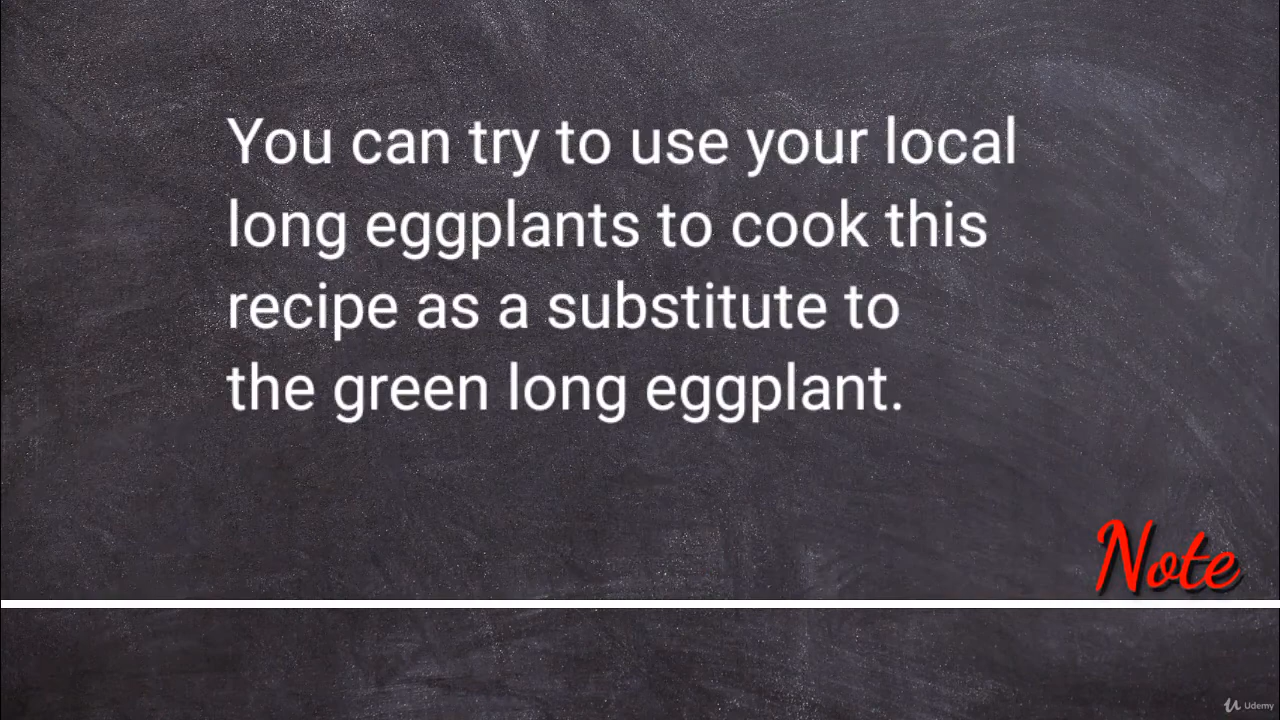 You can try to use your local
long eggplants to cook this
recipe as a substitute to
the green long eggplant.
Note
Udemy